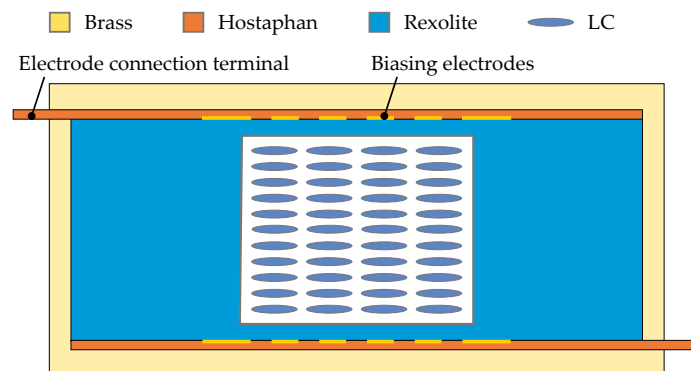 Brass Hostaphan Rexolite LC
Electrode connection terminal Biasing electrodes